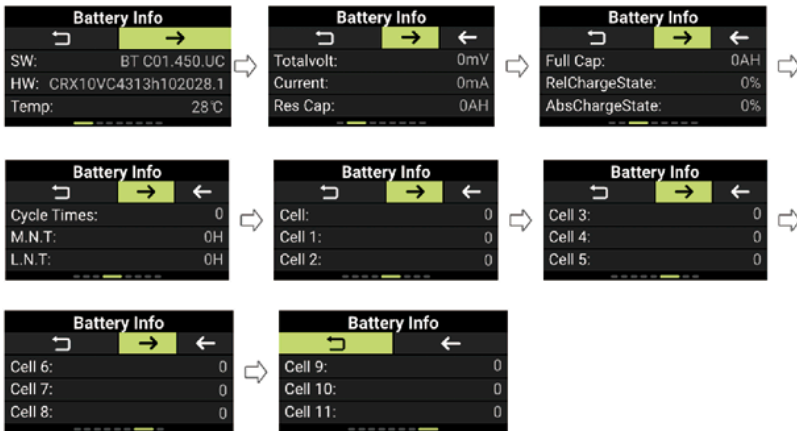 Battery Info
SW: BT C01.450.UC
HW: CRX10VC4313h102028.1
Temp: 28℃
Battery Info
Totalvolt: 0mV
Current: 0mA
Res Cap: 0AH
Battery Info
Full Cap: 0AH
RelChargeState: 0%
AbsChargeState: 0%
Battery Info
Cycle Times: 0
M.N.T: 0H
L.N.T: 0H
Battery Info
Cell: 0
Cell 1: 0
Cell 2: 0
Battery Info
Cell 3: 0
Cell 4: 0
Cell 5: 0
Battery Info
Cell 6: 0
Cell 7: 0
Cell 8: 0
Battery Info
Cell 9: 0
Cell 10: 0
Cell 11: 0